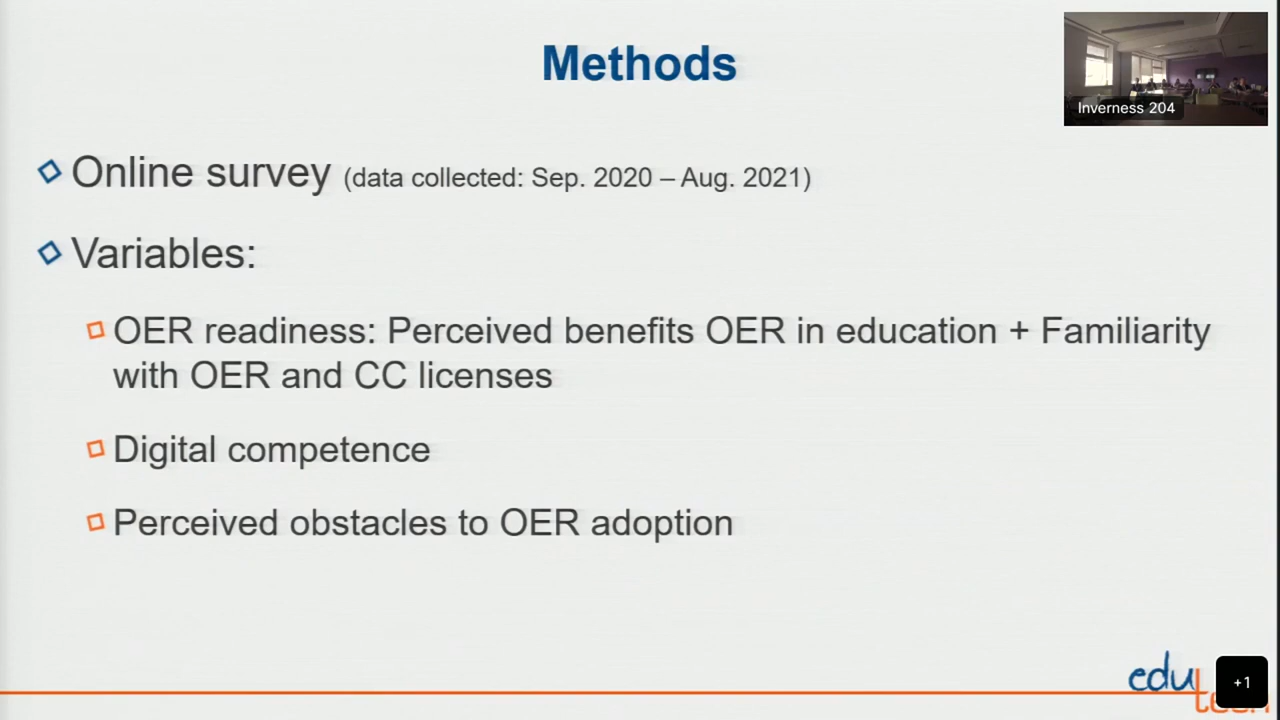 Methods
Inverness 204
Online survey (data collected: Sep. 2020 – Aug. 2021)
Variables:
OER readiness: Perceived benefits OER in education + Familiarity
with OER and CC licenses
Digital competence
Perceived obstacles to OER adoption
edu
+1